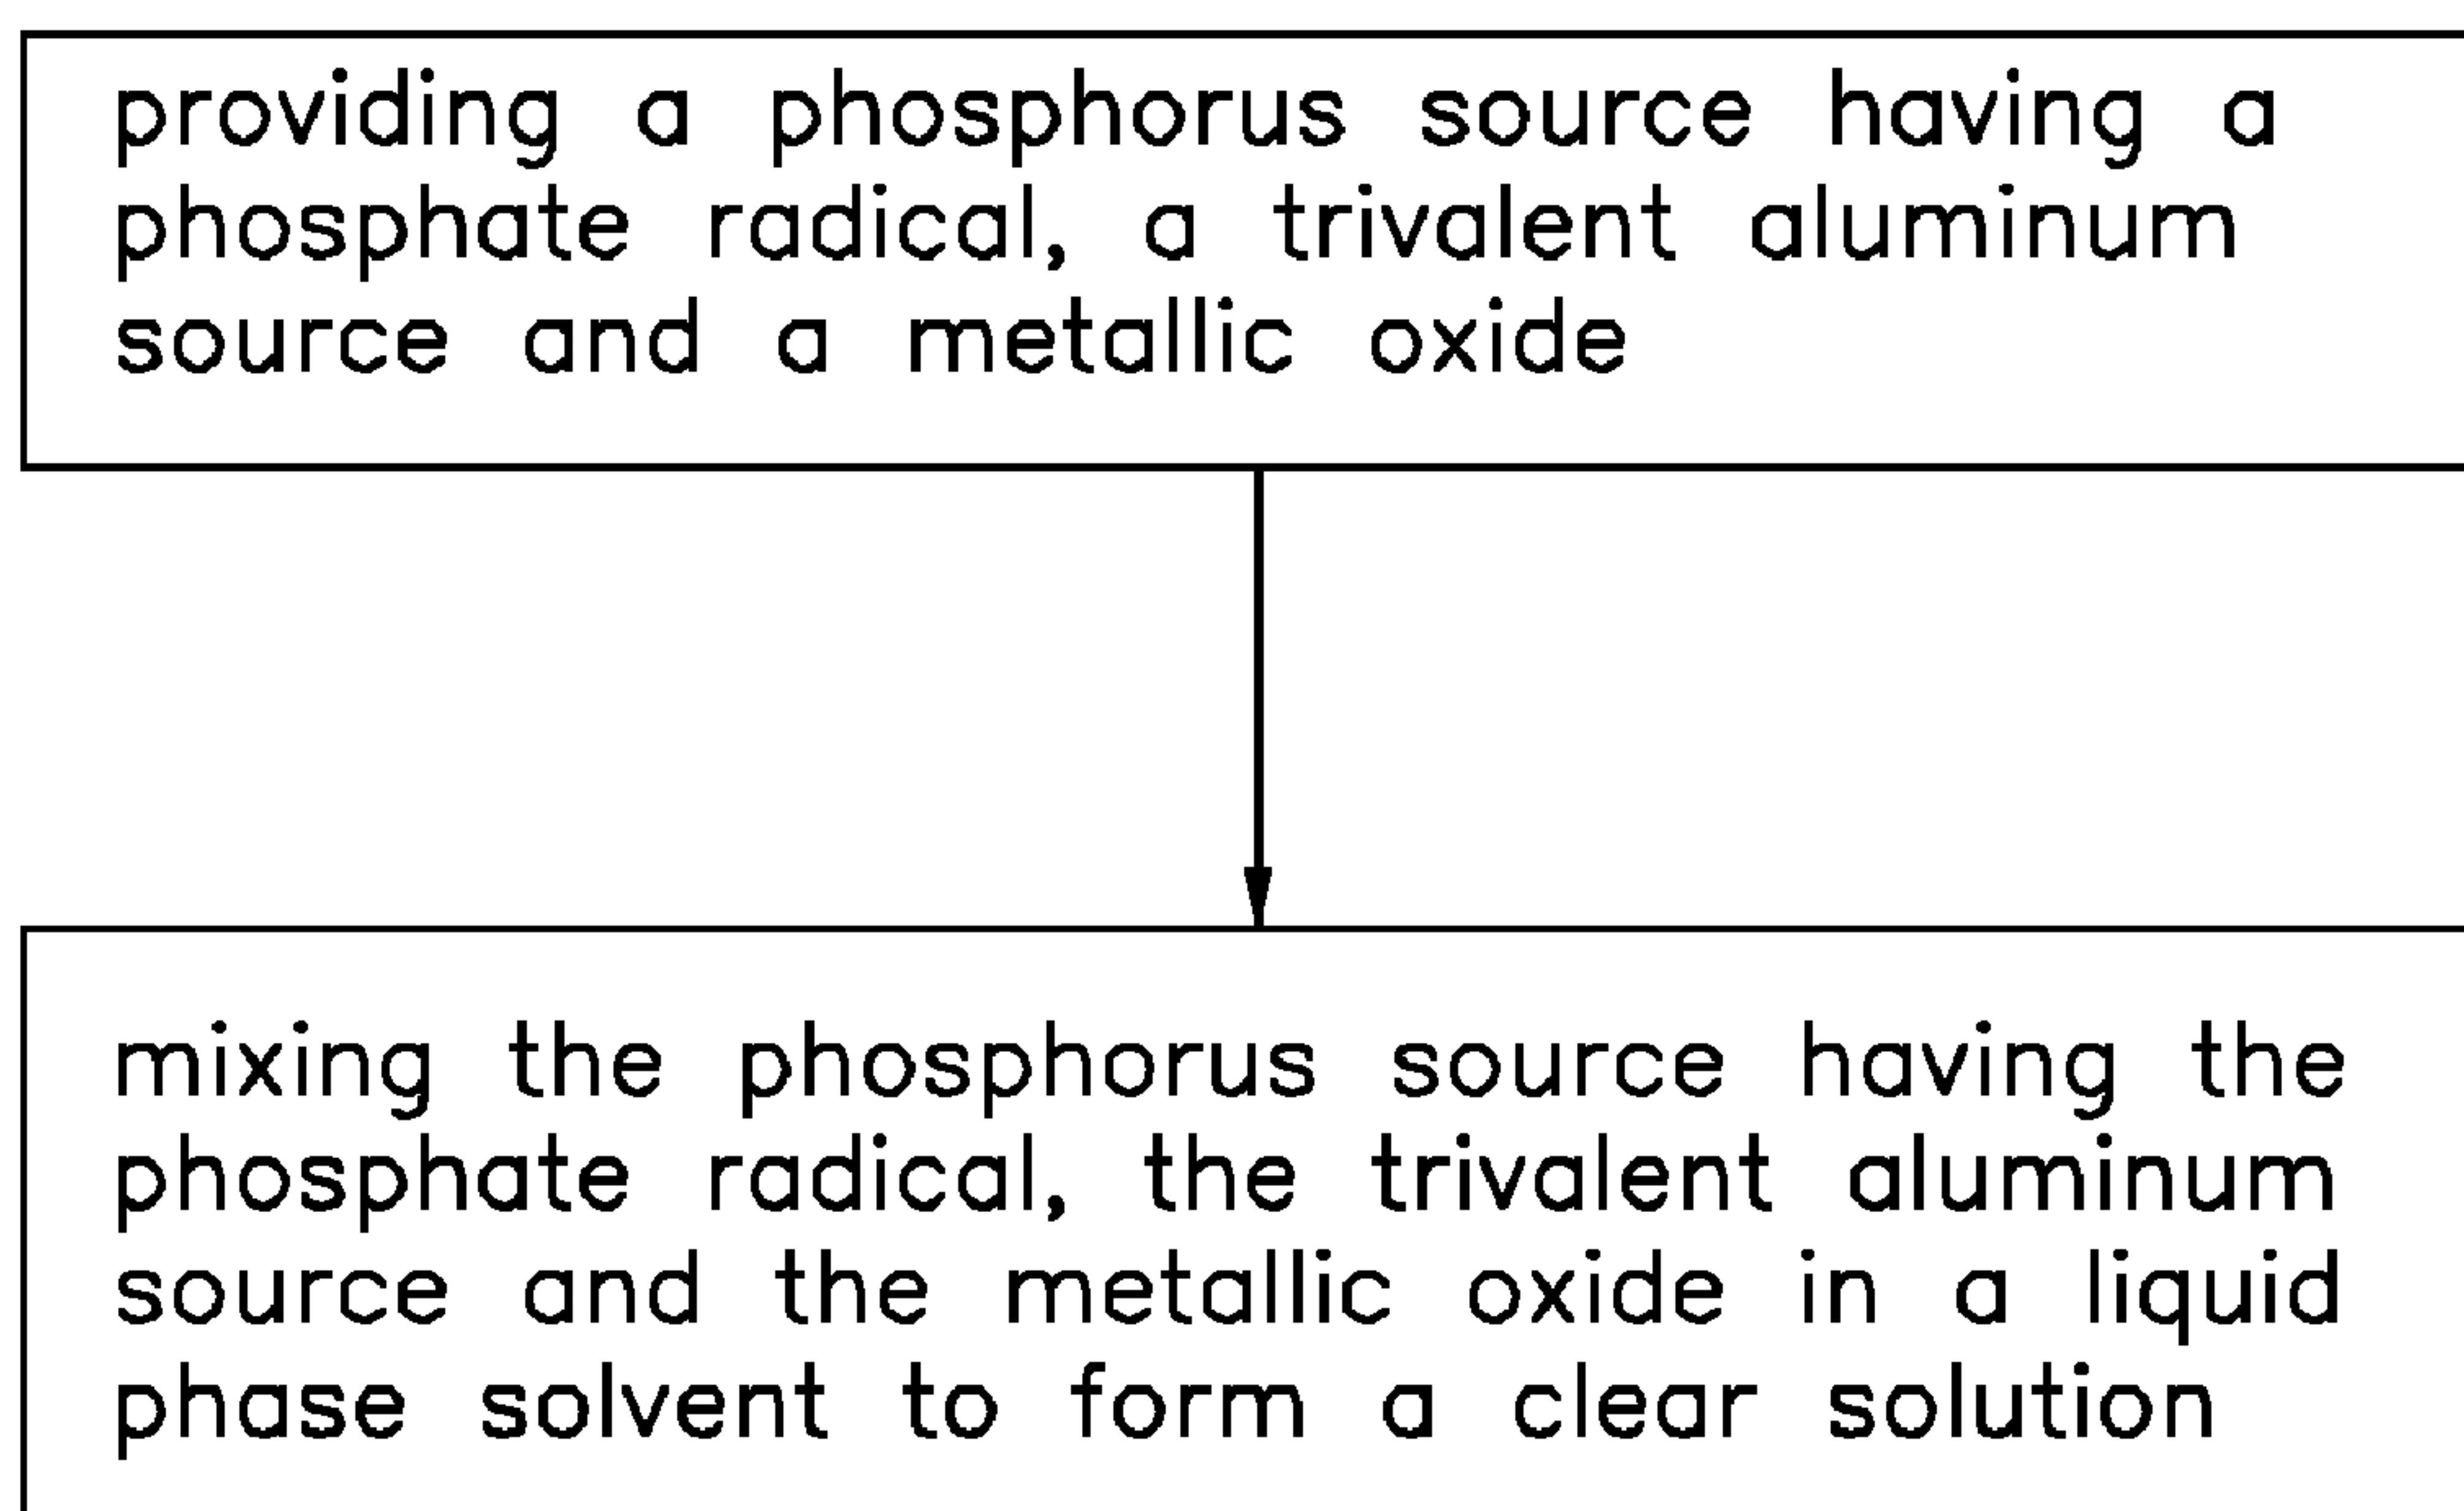 providing a phosphorus source having a
phosphate radical, a trivalent aluminum
source and a metallic oxide
mixing the phosphorus source having the
phosphate radical, the trivalent aluminum
source and the metallic oxide in a liquid
phase solvent to form a clear solution